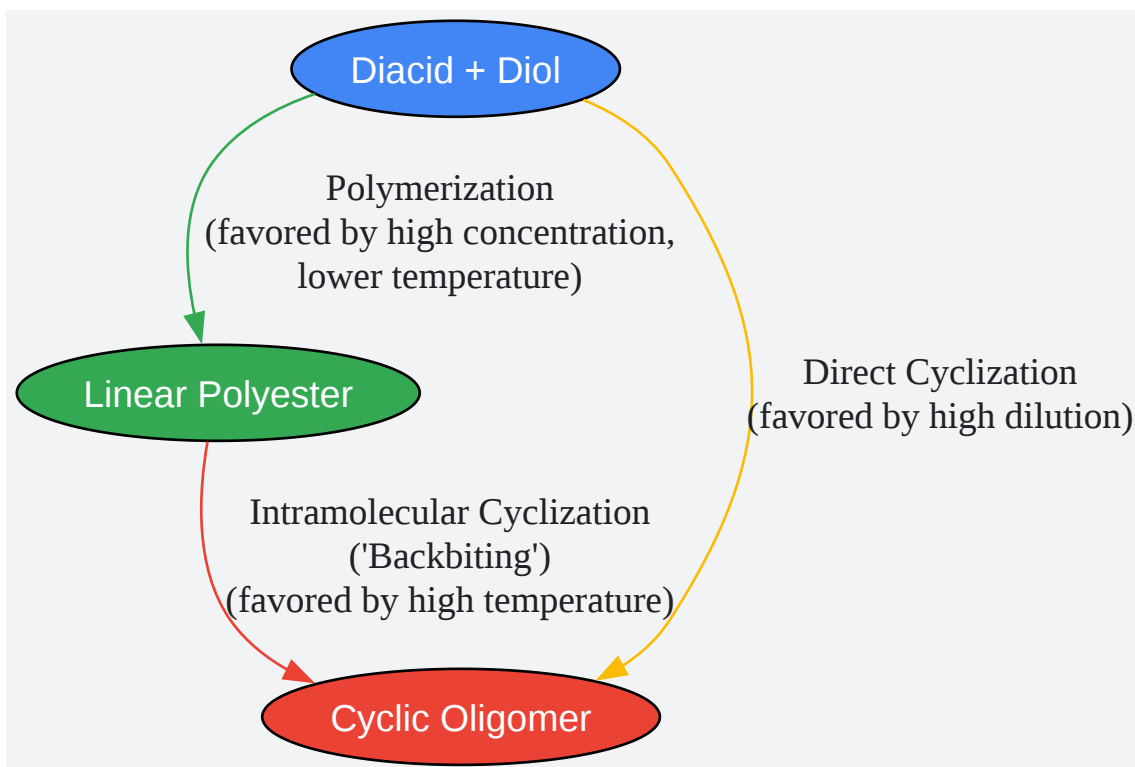 Diacid + Diol
Polymerization
(favored by high concentration,
lower temperature)
Linear Polyester
Direct Cyclization
(favored by high dilution)
Intramolecular Cyclization
('Backbiting')
(favored by high temperature)
Cyclic Oligomer